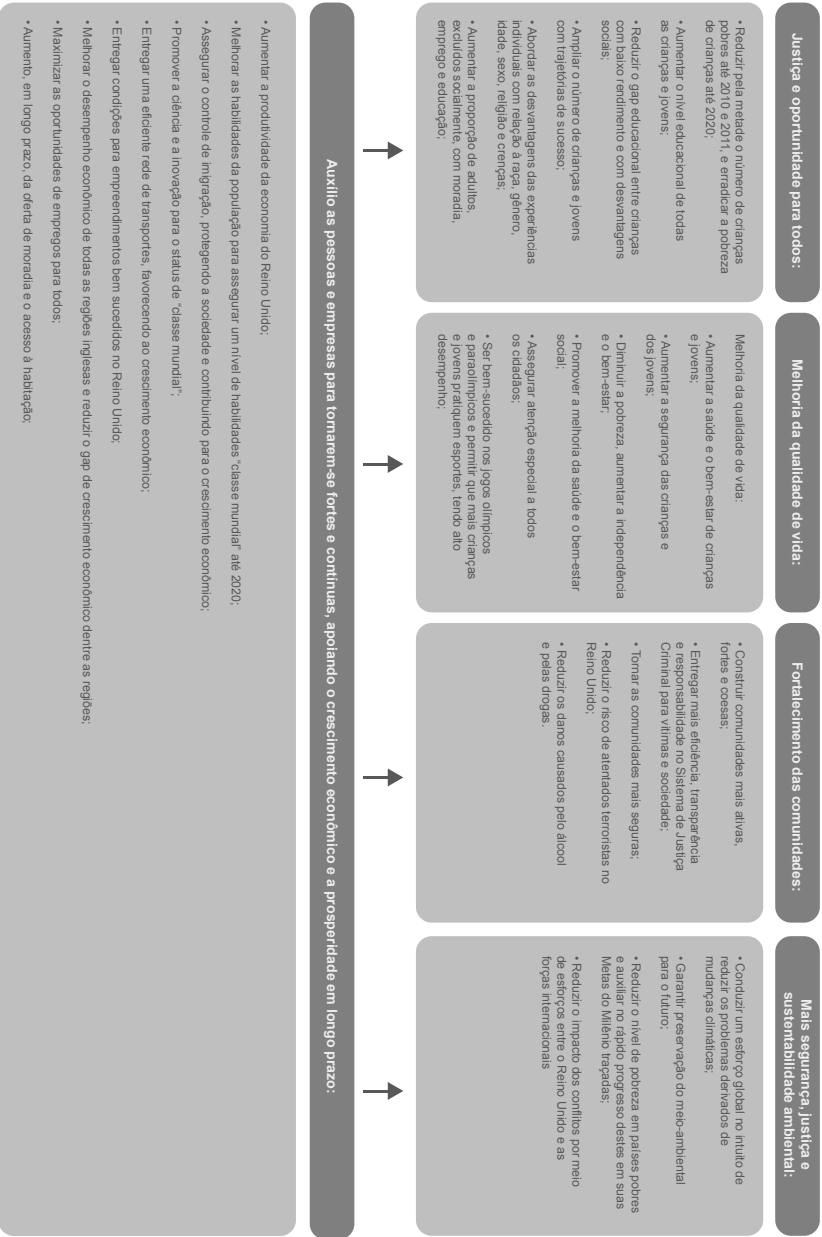 Justiça e oportunidade para todos:
• Reduzir pela metade o número de crianças
pobres até 2010 e 2011, e erradicar a pobreza
de crianças até 2020;
• Aumentar o nível educacional de todas
as crianças e jovens;
• Reduzir o gap educacional entre crianças
com baixo rendimento e com desvantagens
sociais;
• Ampliar o número de crianças e jovens
com trajetórias de sucesso;
• Abordar as desvantagens das experiências
individuais com relação à raça, gênero,
idade, sexo, religião e crenças;
• Aumentar a proporção de adultos,
excluídos socialmente, com moradia,
emprego e educação;
Melhoria da qualidade de vida:
Melhoria da qualidade de vida:
• Aumentar a saúde e o bem-estar de crianças
e jovens;
• Aumentar a segurança das crianças e
dos jovens;
• Diminuir a pobreza, aumentar a independência
e o bem-estar;
• Promover a melhoria da saúde e o bem-estar
social;
• Assegurar atenção especial a todos
os cidadãos;
• Ser bem-sucedido nos jogos olímpicos
e paraolímpicos e permitir que mais crianças
e jovens pratiquem esportes, tendo alto
desempenho;
Fortalecimento das comunidades:
• Construir comunidades mais ativas,
fortes e coesas;
• Entregar mais eficiência, transparência
e responsabilidade no Sistema de Justiça
Criminal para vítimas e sociedade;
• Tornar as comunidades mais seguras;
• Reduzir o risco de atentados terroristas no
Reino Unido;
• Reduzir os danos causados pelo álcool
e pelas drogas.
Mais segurança, justiça e
sustentabilidade ambiental:
• Conduzir um esforço global no intuito de
reduzir os problemas derivados de
mudanças climáticas;
• Garantir preservação do meio-ambiental
para o futuro;
• Reduzir o nível de pobreza em países pobres
e auxiliar no rápido progresso destes em suas
Metas do Milênio traçadas;
• Reduzir o impacto dos conflitos por meio
de esforços entre o Reino Unido e as
forças internacionais
Auxílio as pessoas e empresas para tornarem-se fortes e contínuas, apoiando o crescimento econômico e a prosperidade em longo prazo:
• Aumentar a produtividade da economia do Reino Unido;
• Melhorar as habilidades da população para assegurar um nível de habilidades “classe mundial” até 2020;
• Assegurar o controle de imigração, protegendo a sociedade e contribuindo para o crescimento econômico;
• Promover a ciência e a inovação para o status de “classe mundial”;
• Entregar uma eficiente rede de transportes, favorecendo ao crescimento econômico;
• Entregar condições para empreendimentos bem sucedidos no Reino Unido;
• Melhorar o desempenho econômico de todas as regiões inglesas e reduzir o gap de crescimento econômico dentre as regiões;
• Maximizar as oportunidades de empregos para todos;
• Aumento, em longo prazo, da oferta de moradia e o acesso à habitação;